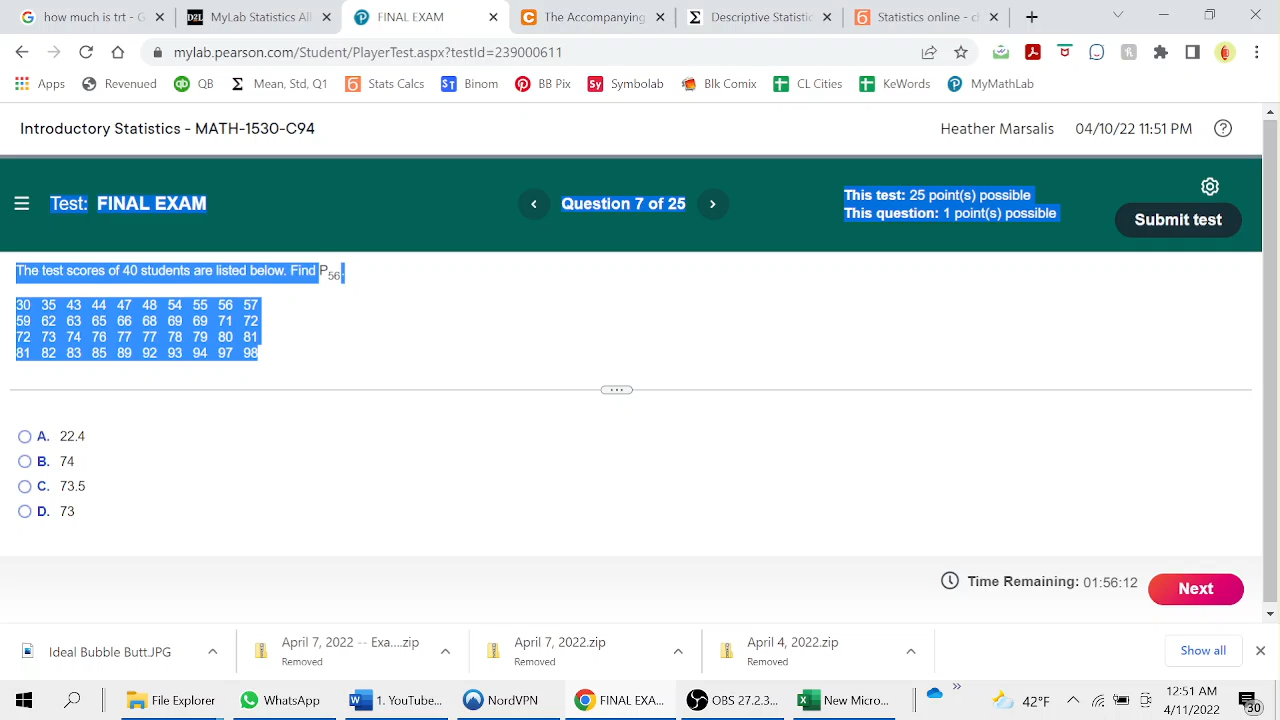 how much is trt - G
MyLab Statistics All
FINAL EXAM
The Accompanying
Descriptive Statistic
Statistics online - c
mylab.pearson.com/Student/PlayerTest.aspx?testId=239000611
Apps Revenued QB Mean, Std, Q1 Stats Calcs Binom BB Pix Symbolab Blk Comix CL Cities KeWords MyMathLab
Introductory Statistics - MATH-1530-C94
Heather Marsalis 04/10/22 11:51 PM
Test: FINAL EXAM
Question 7 of 25
This test: 25 point(s) possible
This question: 1 point(s) possible
Submit test
The test scores of 40 students are listed below. Find P56.
30 35 43 44 47 48 54 55 56 57
59 62 63 65 66 68 69 69 71 72
72 73 74 76 77 77 78 79 80 81
81 82 83 85 89 92 93 94 97 98
A. 22.4
B. 74
C. 73.5
D. 73
Time Remaining: 01:56:12
Next
Ideal Bubble Butt.JPG
April 7, 2022 -- Exa....zip
Removed
April 7, 2022.zip
Removed
April 4, 2022.zip
Removed
Show all
File Explorer
WhatsApp
1. YouTube...
NordVPN
FINAL EXA...
OBS 27.2.3...
New Micro...
42°F
12:51 AM
4/11/2022
30